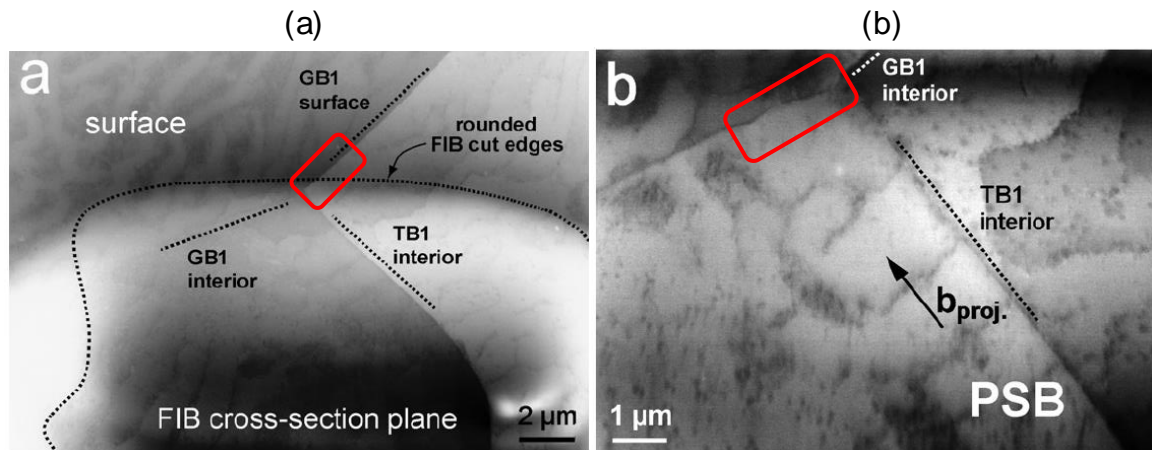 (a)
(b)
a
GB1
surface
surface
rounded
FIB cut edges
GB1
interior
TB1
interior
FIB cross-section plane
2 µm
b
GB1
interior
TB1
interior
b proj.
PSB
1 µm